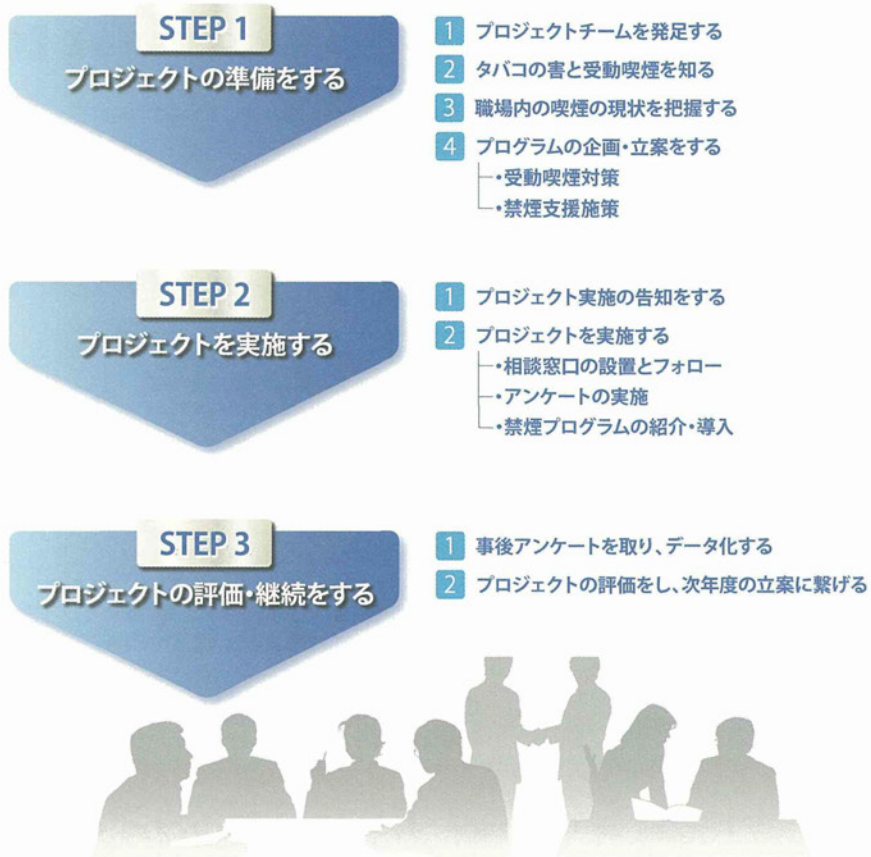 STEP 1
プロジェクトの準備をする
1 プロジェクトチームを発足する
2 タバコの害と受動喫煙を知る
3 職場内の喫煙の現状を把握する
4 プログラムの企画・立案をする
・受動喫煙対策
・禁煙支援施策
STEP 2
プロジェクトを実施する
1 プロジェクト実施の告知をする
2 プロジェクトを実施する
・相談窓口の設置とフォロー
・アンケートの実施
・禁煙プログラムの紹介・導入
STEP 3
プロジェクトの評価・継続をする
1 事後アンケートを取り、データ化する
2 プロジェクトの評価をし、次年度の立案に繋げる